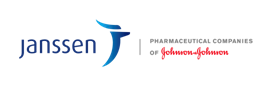 janssen
PHARMACEUTICAL COMPANIES
OF Johnson & Johnson